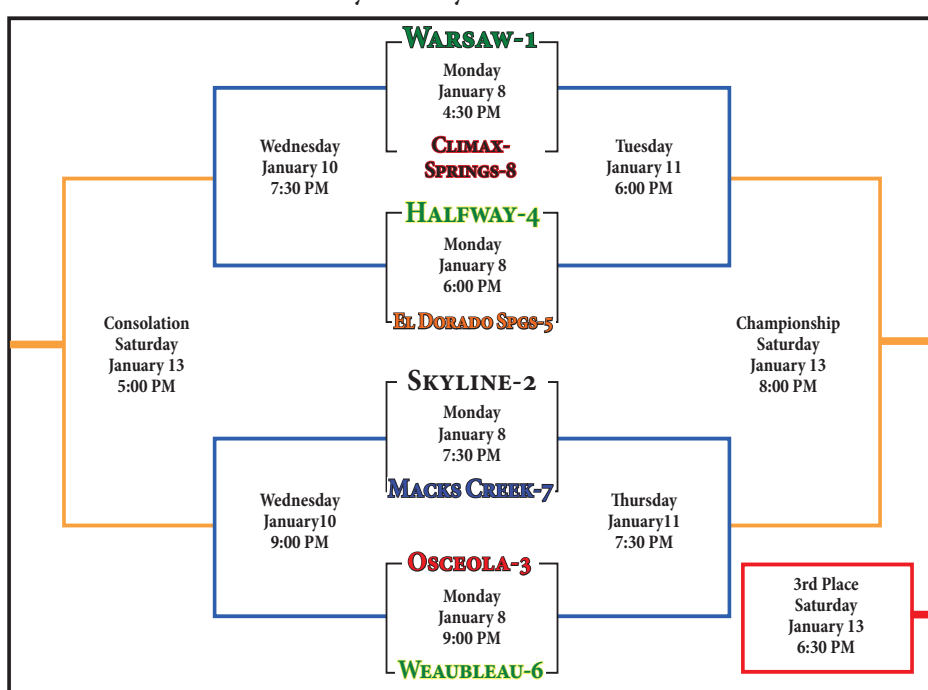 WARSAW-1
Monday
January 8
4:30 PM
CLIMAX-
SPRINGS-8
Wednesday
January 10
7:30 PM
Tuesday
January 11
6:00 PM
HALFWAY-4
Monday
January 8
6:00 PM
EL DORADO SPGS-5
Consolation
Saturday
January 13
5:00 PM
Championship
Saturday
January 13
8:00 PM
SKYLINE-2
Monday
January 8
7:30 PM
MACKS CREEK-7
Wednesday
January10
9:00 PM
Thursday
January11
7:30 PM
OSCEOLA-3
Monday
January 8
9:00 PM
WEAUBLEAU-6
3rd Place
Saturday
January 13
6:30 PM